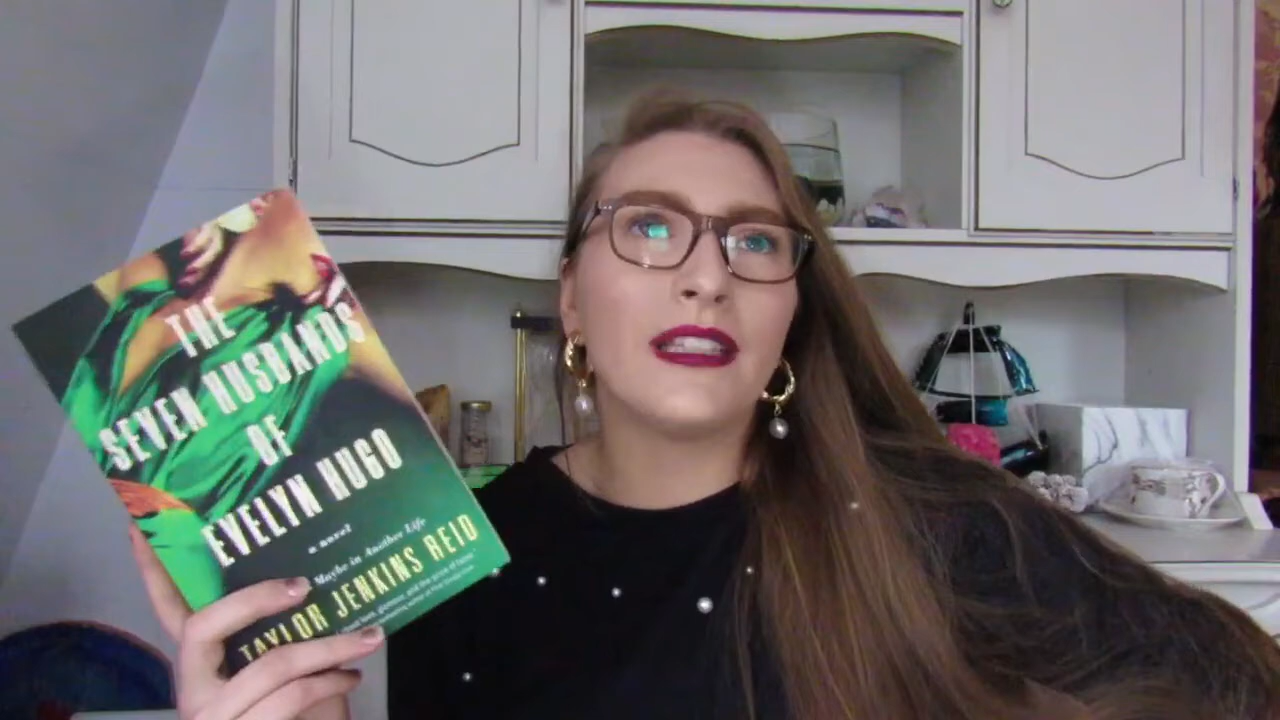 THE
SEVEN HUSBANDS
OF
EVELYN HUGO
a novel
Maybe in Another Life
TAYLOR JENKINS REID